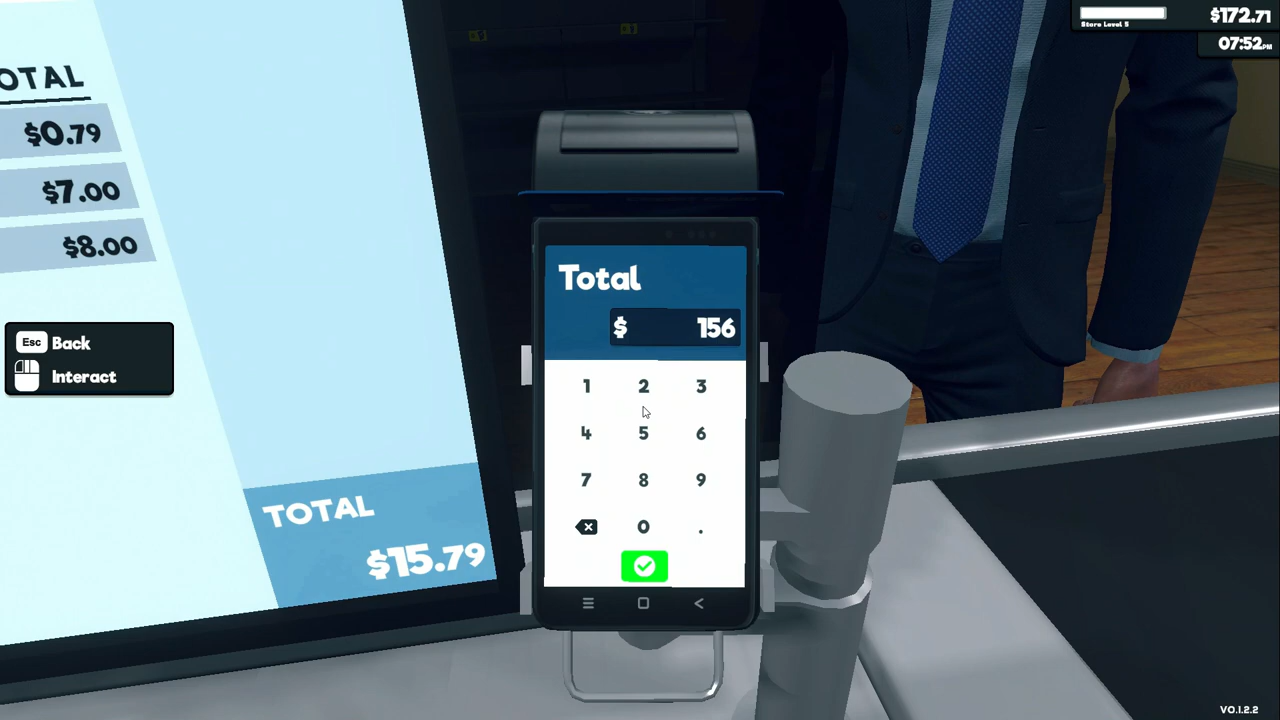 OTAL
$0.79
$7.00
$8.00
Esc Back
Interact
TOTAL
$15.79
Total
$ 156
1 2 3
4 5 6
7 8 9
0 .
$172.71
Store Level 5
07:52PM
V0.1.2.2